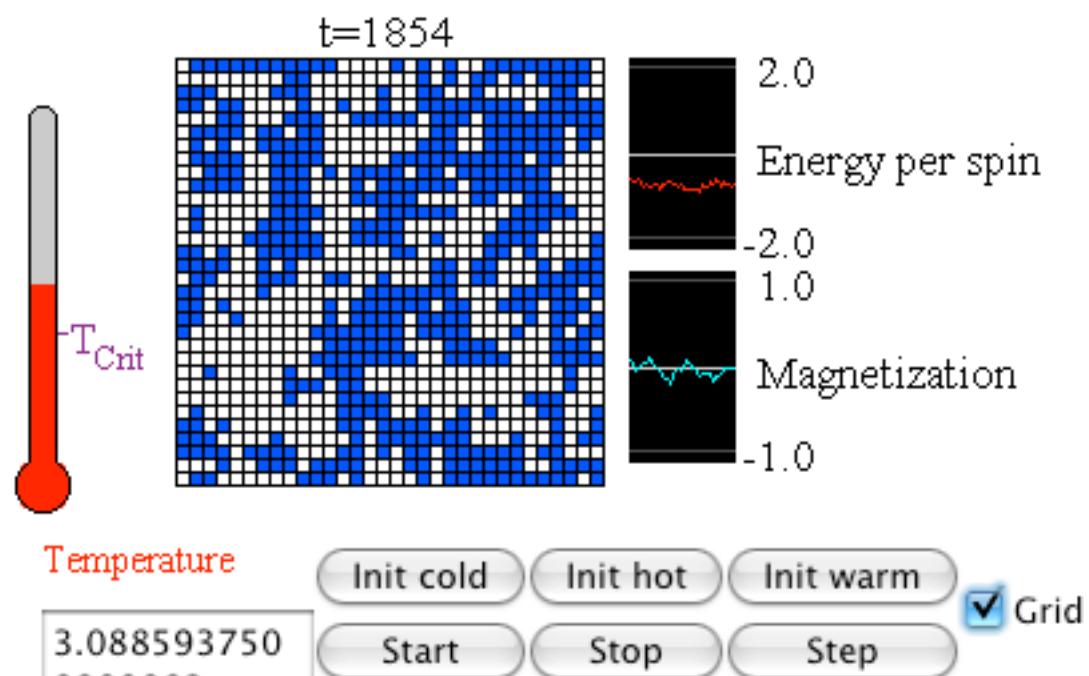 t=1854
2.0
Energy per spin
-2.0
1.0
T Crit
Magnetization
-1.0
Temperature
Init cold
Init hot
Init warm
Grid
3.088593750
Start
Stop
Step